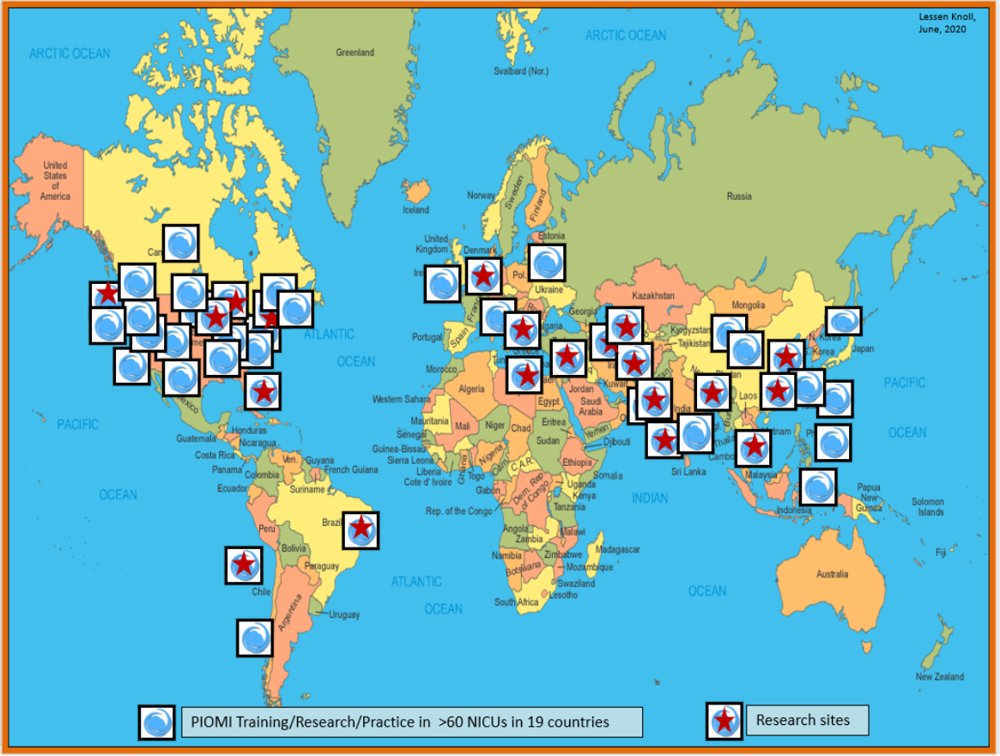 Lessen Knoll,
June, 2020
ARCTIC OCEAN
ARCTIC OCEAN
Greenland
Svalbard (Nor.)
United
States
of
America
Iceland
Norway
Sweden
Finland
Russia
Estonia
United
Kingdom
Denmark
Can
Ire
Pol.
Ukraine
Kazakhstan
Mongolia
France
Ro
Georgia
ulgaria
Kyrgyzstan
Tajikistan
Portugal
Spain
Greece
N. Korea
S. Korea
Japan
ATLANTIC
OCEAN
Morocco
Tun
Algeria
Kuwait
Jordan
Egypt
Saudi
Arabia
India
Laos
PACIFIC
OCEAN
Mexico
Western Sahara
Mauritania
Mali
Niger
Chad
Eritrea
Sudan
Yemen
Djibouti
PACIFIC
OCEAN
Honduras
Guatemala
Nicaragua
Costa Rica
Panama
Ven.
Guyana
French Guiana
Colombia
Suriname
Ecuador
Senegal
Guinea-Bissau
Sierra Leone
Liberia
Cote d' Ivoire
Ghana
Togo
Nigeria
Cam.
C.A.R.
Ethiopia
Somalia
Sri Lanka
Malaysia
Indonesia
Papua
New
Guinea
Solomon
Islands
Gabon
Rep. of the Congo
Dem. Rep.
of Congo
Uganda
Kenya
Tanzania
INDIAN
OCEAN
Peru
Brazil
Bolivia
Paraguay
Chile
Argentina
Uruguay
ATLANTIC
OCEAN
Angola
Zambia
Malawi
Namibia
Zimbabwe
Botswana
Mozambique
Madagascar
Swaziland
Lesotho
South Africa
Australia
Fiji
New Zealand
PIOMI Training/Research/Practice in >60 NICUs in 19 countries
Research sites